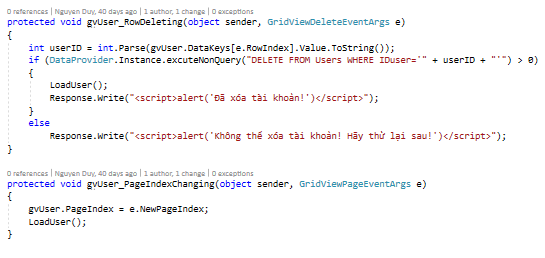 0 references | Nguyen Duy, 40 days ago | 1 author, 1 change | 0 exceptions
protected void gvUser_RowDeleting(object sender, GridViewDeleteEventArgs e)
{
int userID = int.Parse(gvUser.DataKeys[e.RowIndex].Value.ToString());
if (DataProvider.Instance.excuteNonQuery("DELETE FROM Users WHERE IDuser='" + userID + "'") > 0)
{
LoadUser();
Response.Write("<script>alert('Đã xóa tài khoản!')</script>");
}
else
Response.Write("<script>alert('Không thể xóa tài khoản! Hãy thử lại sau!')</script>");
}
0 references | Nguyen Duy, 40 days ago | 1 author, 1 change | 0 exceptions
protected void gvUser_PageIndexChanging(object sender, GridViewPageEventArgs e)
{
gvUser.PageIndex = e.NewPageIndex;
LoadUser();
}